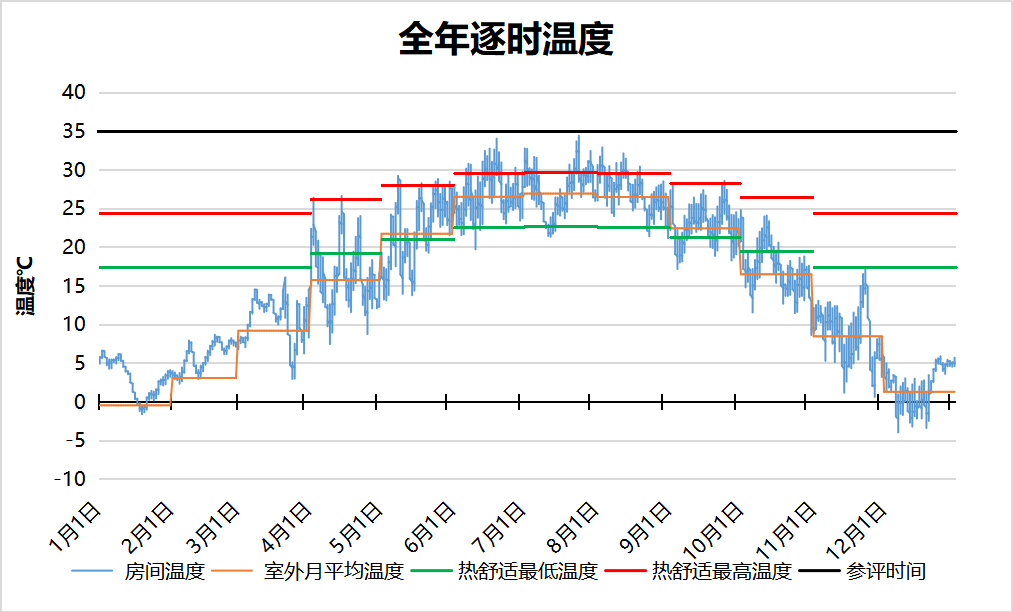 全年逐时温度
温度℃
40
35
30
25
20
15
10
5
0
-5
-10
1月1日
2月1日
3月1日
4月1日
5月1日
6月1日
7月1日
8月1日
9月1日
10月1日
11月1日
12月1日
房间温度 室外月平均温度 热舒适最低温度 热舒适最高温度 参评时间